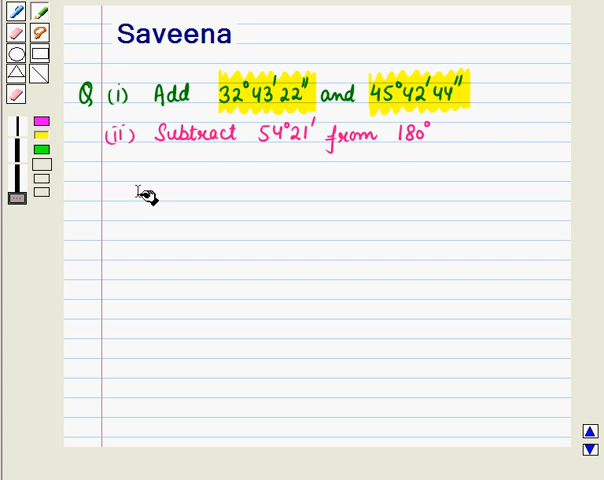 Saveena
Q (i) Add 32°43'22" and 45°42'44"
(ii) Subtract 54°21' from 180°